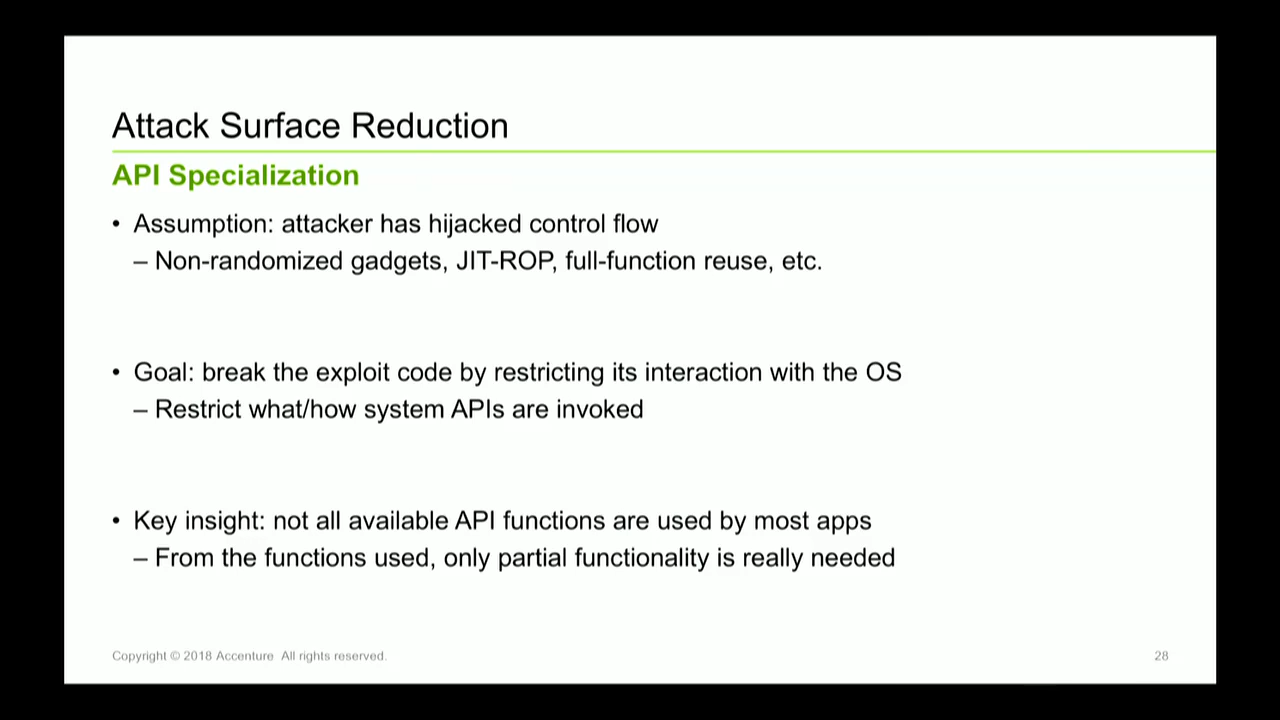 Attack Surface Reduction
API Specialization
• Assumption: attacker has hijacked control flow
– Non-randomized gadgets, JIT-ROP, full-function reuse, etc.
• Goal: break the exploit code by restricting its interaction with the OS
– Restrict what/how system APIs are invoked
• Key insight: not all available API functions are used by most apps
– From the functions used, only partial functionality is really needed
Copyright © 2018 Accenture All rights reserved.
28